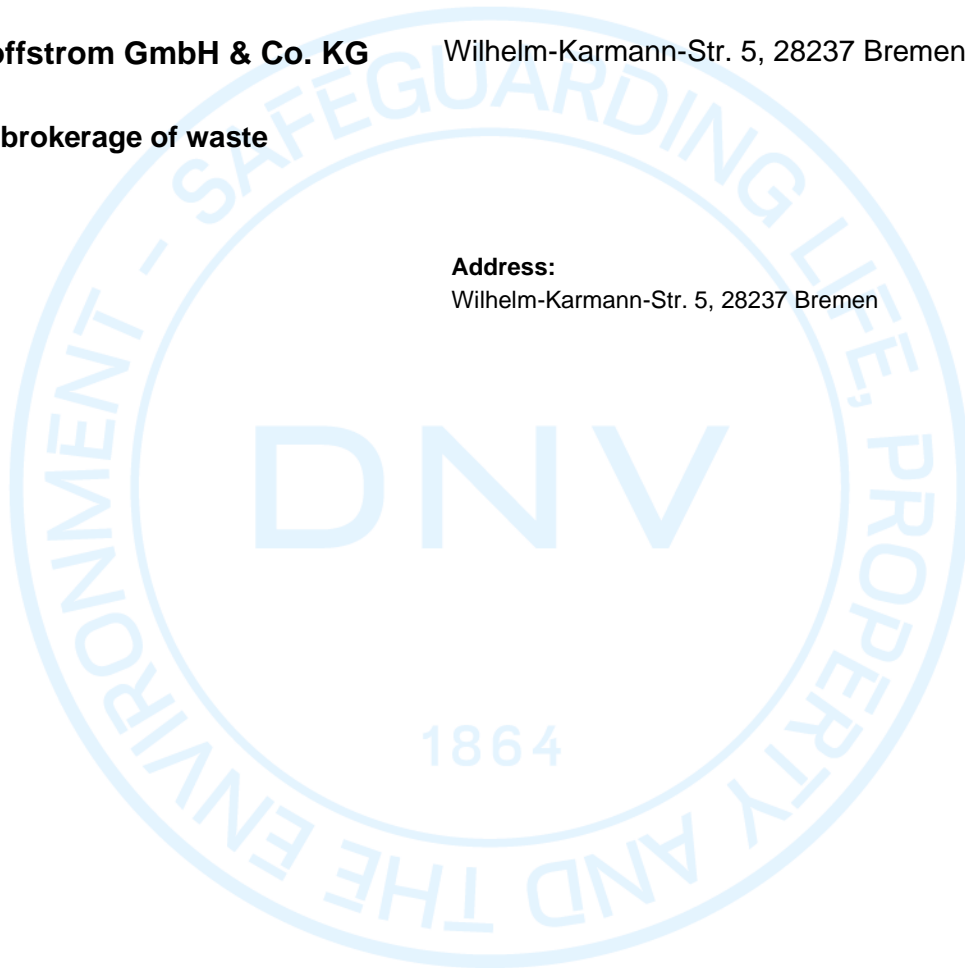 offstrom GmbH & Co. KG Wilhelm-Karmann-Str. 5, 28237 Bremen
brokerage of waste
Address:
Wilhelm-Karmann-Str. 5, 28237 Bremen
SAFEGUARDING LIFE, PROPERTY AND THE ENVIRONMENT -
DNV
1864